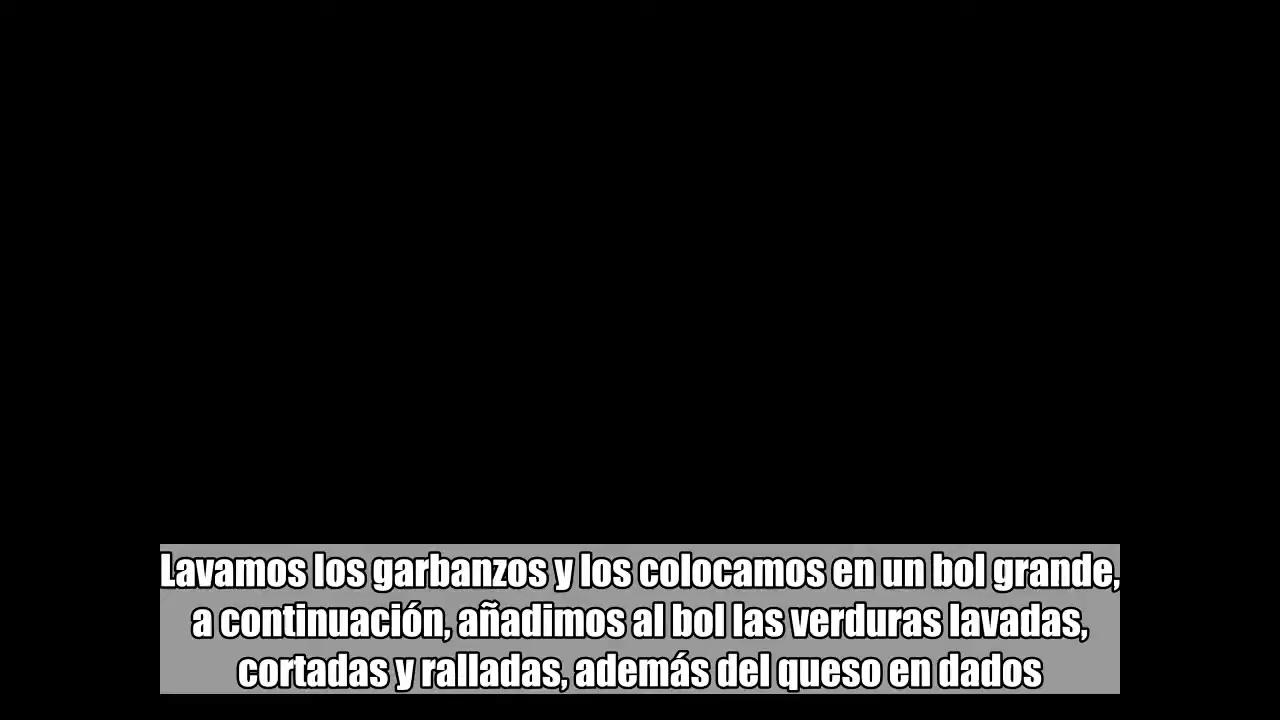 Lavamos los garbanzos y los colocamos en un bol grande,
a continuación, añadimos al bol las verduras lavadas,
cortadas y ralladas, además del queso en dados